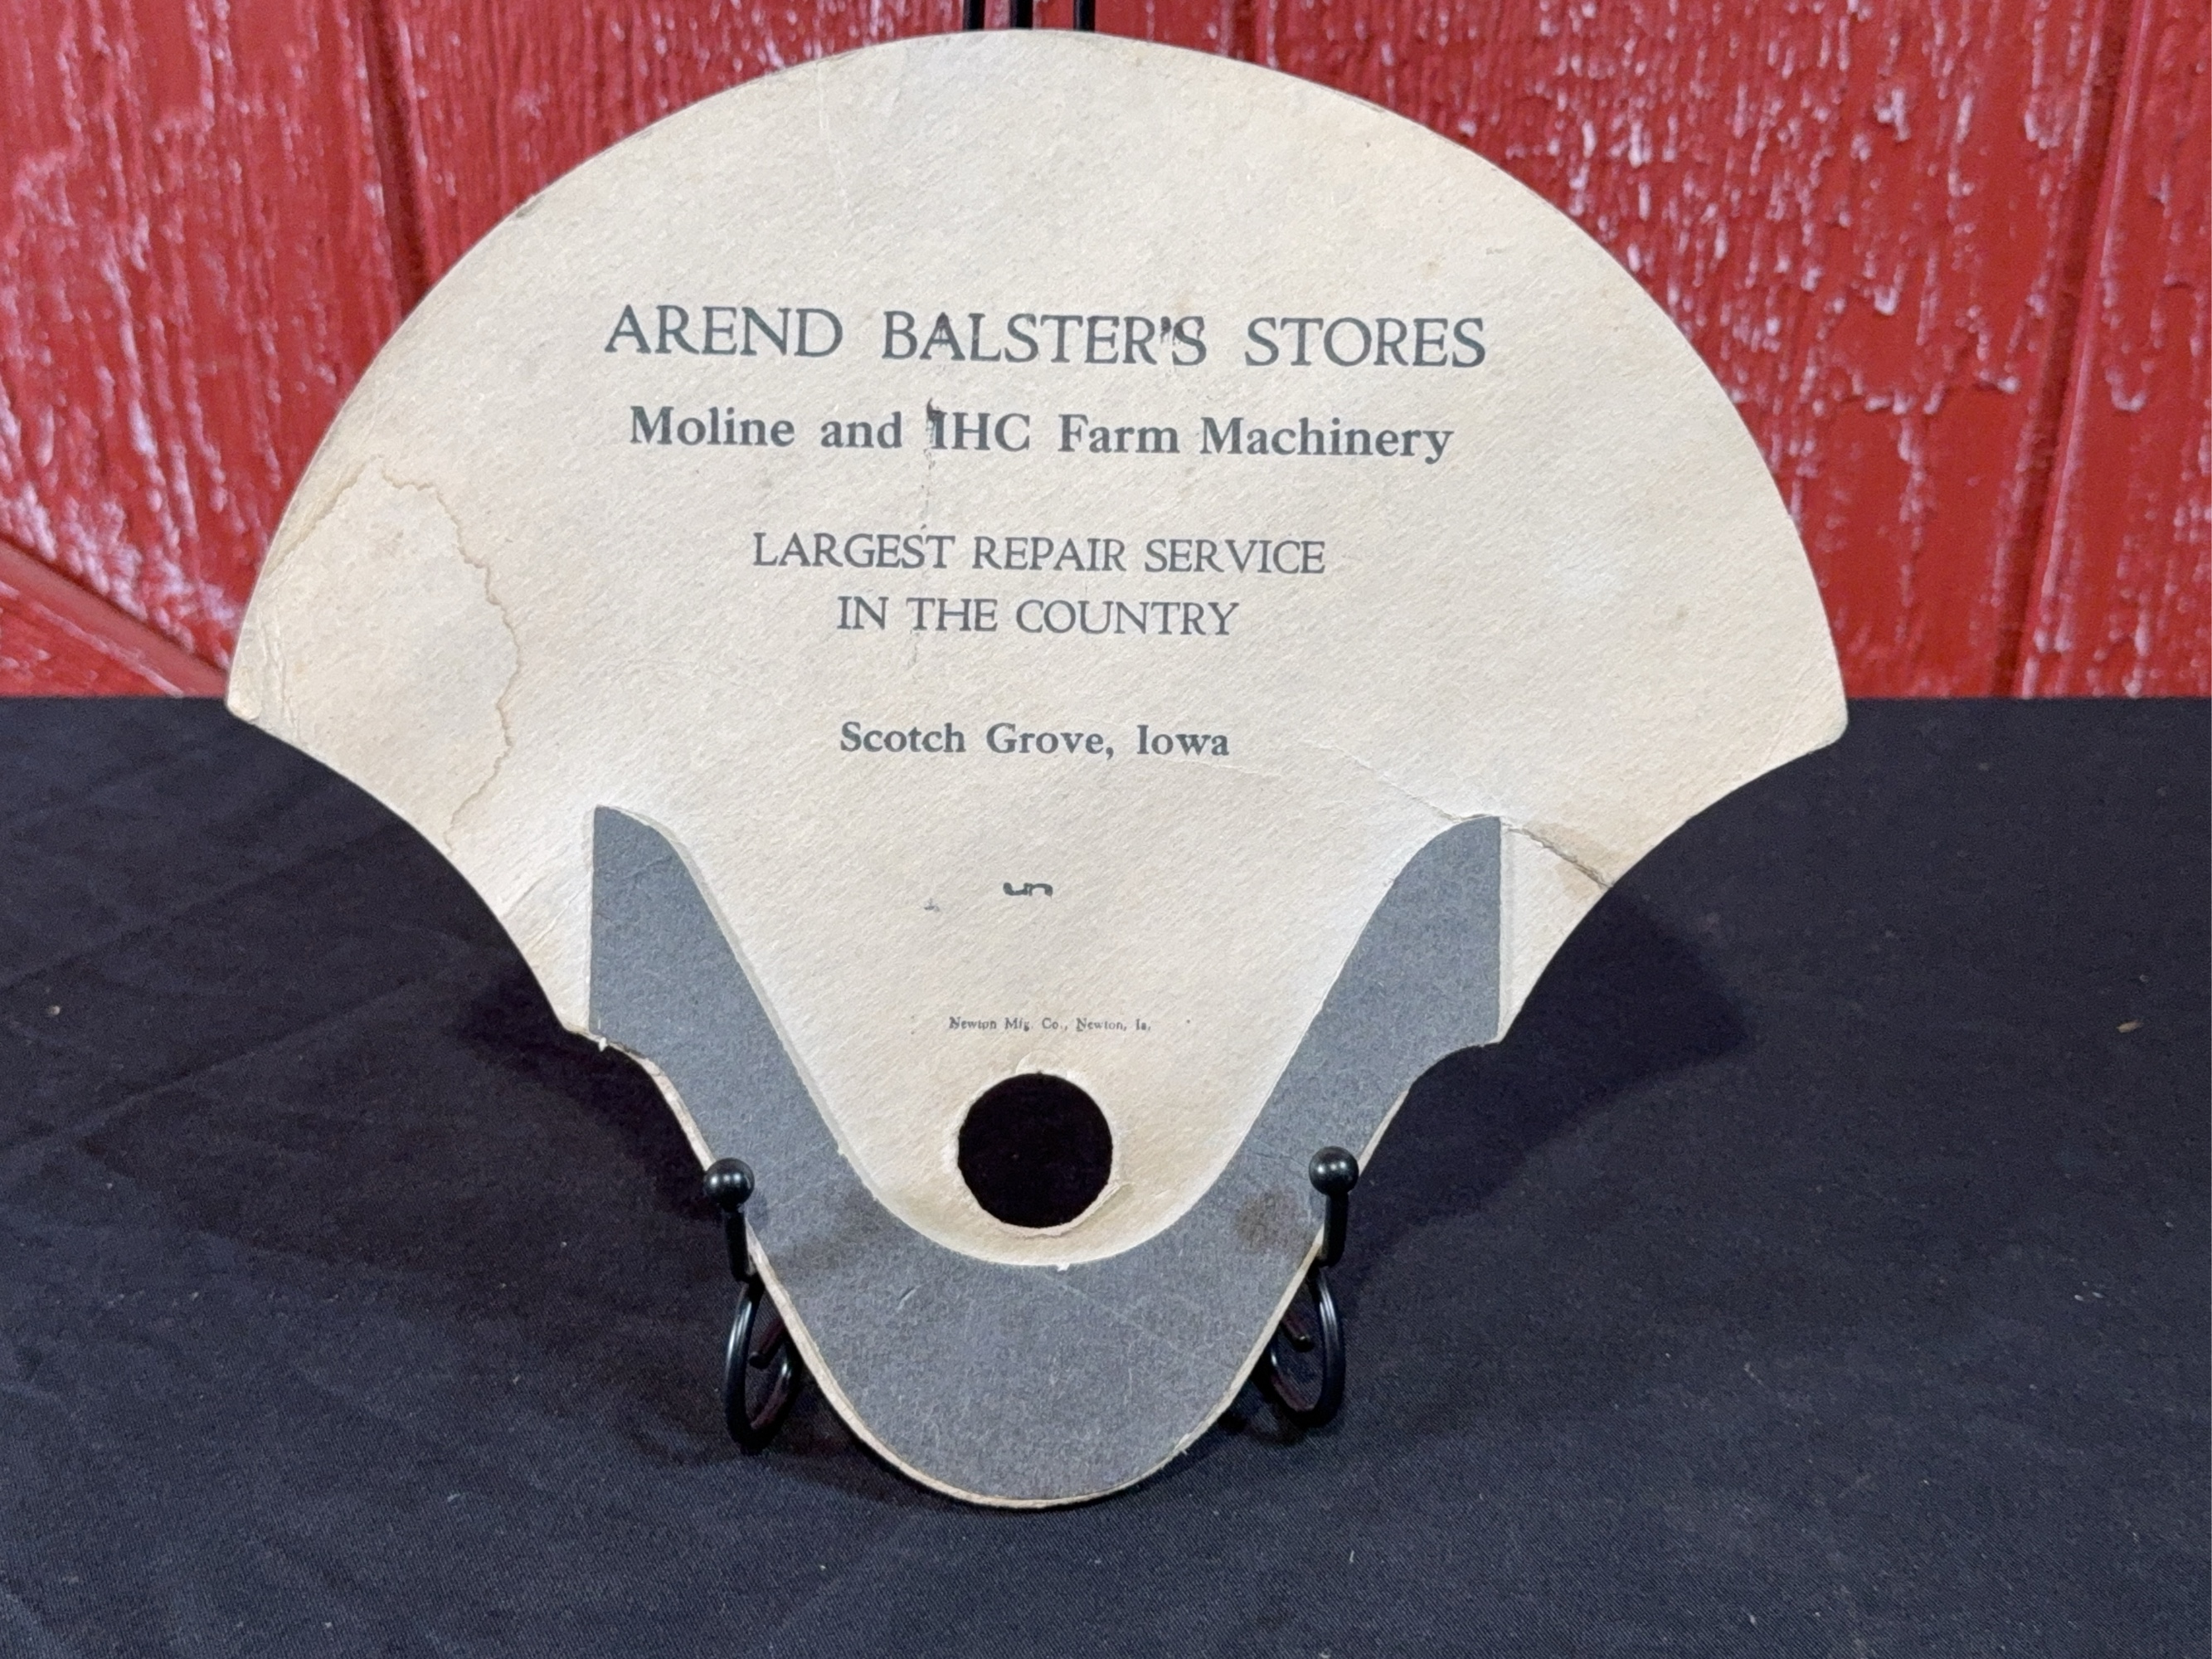 AREND BALSTER'S STORES
Moline and IHC Farm Machinery
LARGEST REPAIR SERVICE
IN THE COUNTRY
Scotch Grove, Iowa
5
Newton Mfg. Co., Newton, Ia.